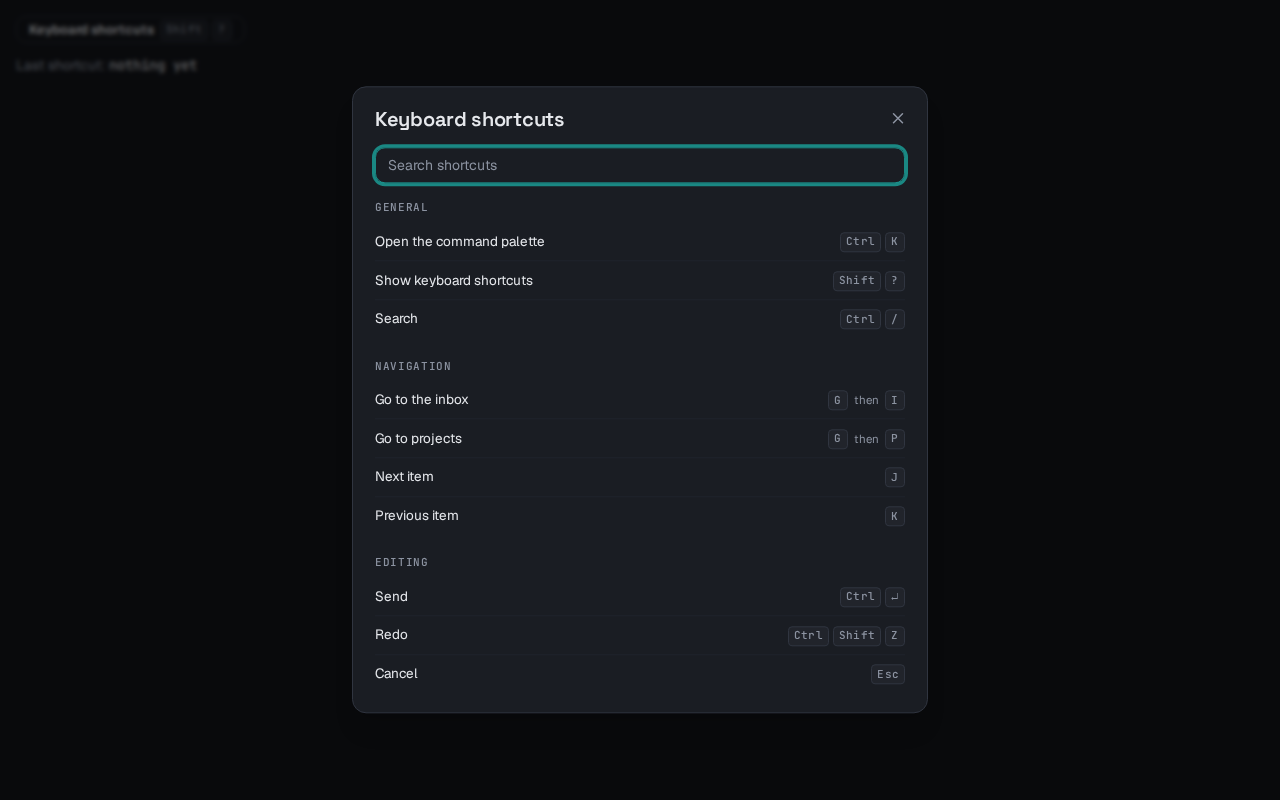 Keyboard shortcuts Shift ?
Last shortcut: nothing yet
Keyboard shortcuts
Search shortcuts
GENERAL
Open the command palette Ctrl K
Show keyboard shortcuts Shift ?
Search Ctrl /
NAVIGATION
Go to the inbox G then I
Go to projects G then P
Next item J
Previous item K
EDITING
Send Ctrl ↵
Redo Ctrl Shift Z
Cancel Esc